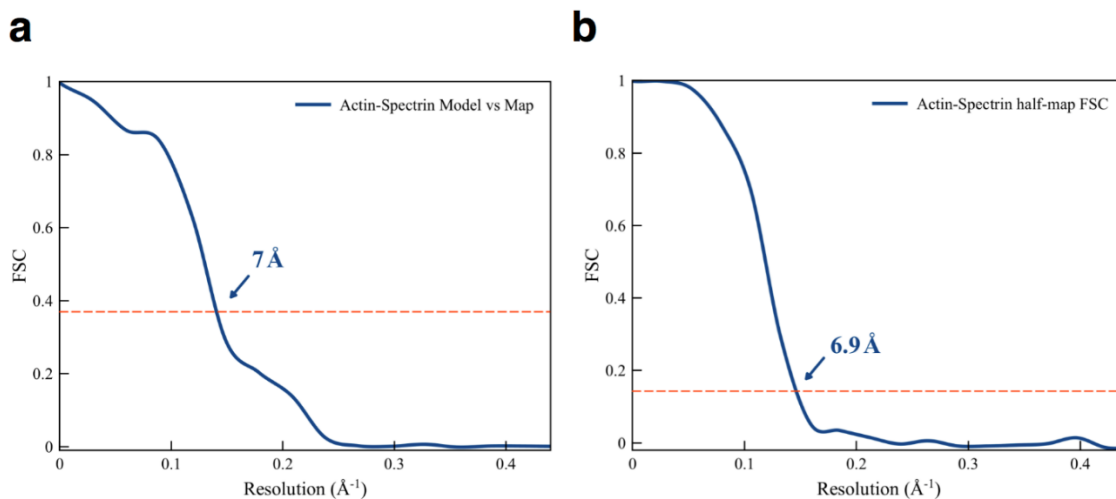 a
Actin-Spectrin Model vs Map
1
0.8
0.6
0.4
0.2
0
FSC
7 Å
0
0.1
0.2
0.3
0.4
Resolution (Å⁻¹)
b
Actin-Spectrin half-map FSC
1
0.8
0.6
0.4
0.2
0
FSC
6.9 Å
0
0.1
0.2
0.3
0.4
Resolution (Å⁻¹)